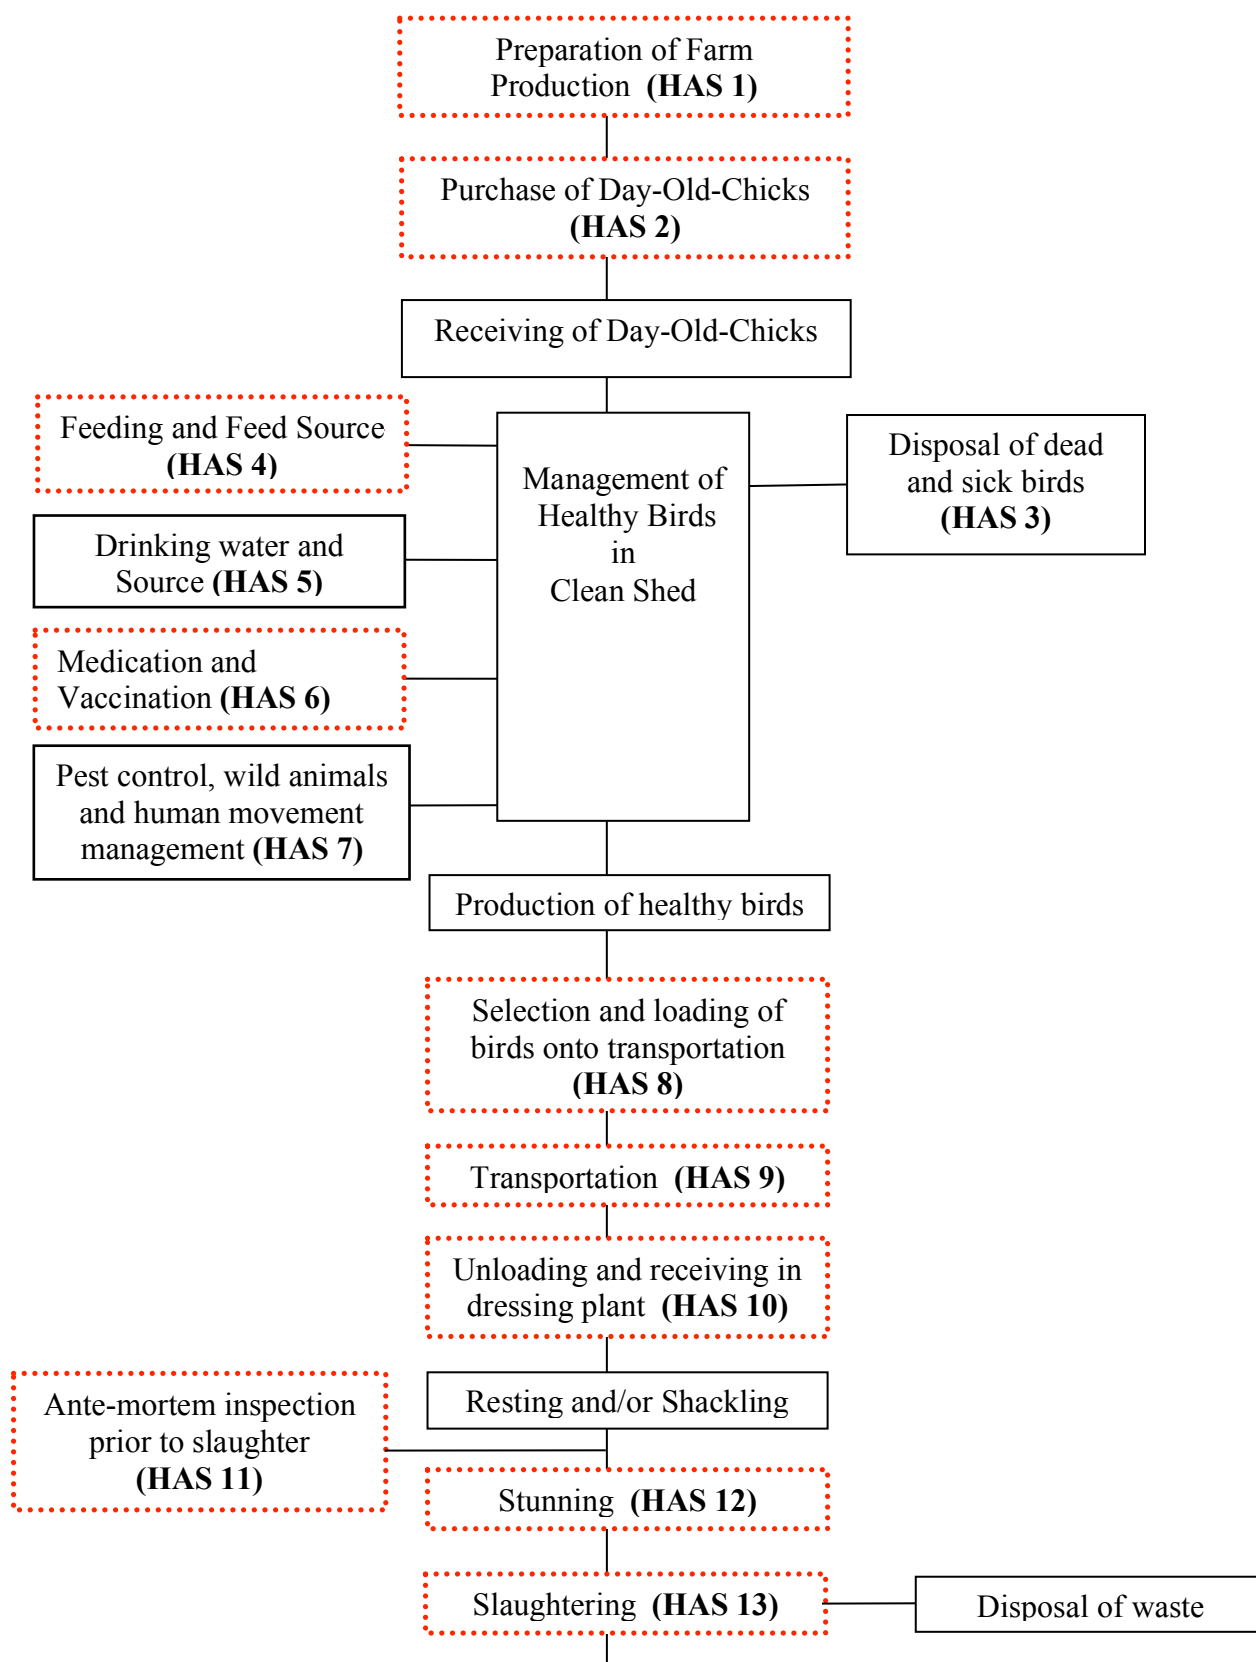 Preparation of Farm
Production (HAS 1)
Purchase of Day-Old-Chicks
(HAS 2)
Receiving of Day-Old-Chicks
Feeding and Feed Source
(HAS 4)
Drinking water and
Source (HAS 5)
Medication and
Vaccination (HAS 6)
Pest control, wild animals
and human movement
management (HAS 7)
Management of
Healthy Birds
in
Clean Shed
Disposal of dead
and sick birds
(HAS 3)
Production of healthy birds
Selection and loading of
birds onto transportation
(HAS 8)
Transportation (HAS 9)
Unloading and receiving in
dressing plant (HAS 10)
Resting and/or Shackling
Ante-mortem inspection
prior to slaughter
(HAS 11)
Stunning (HAS 12)
Slaughtering (HAS 13)
Disposal of waste